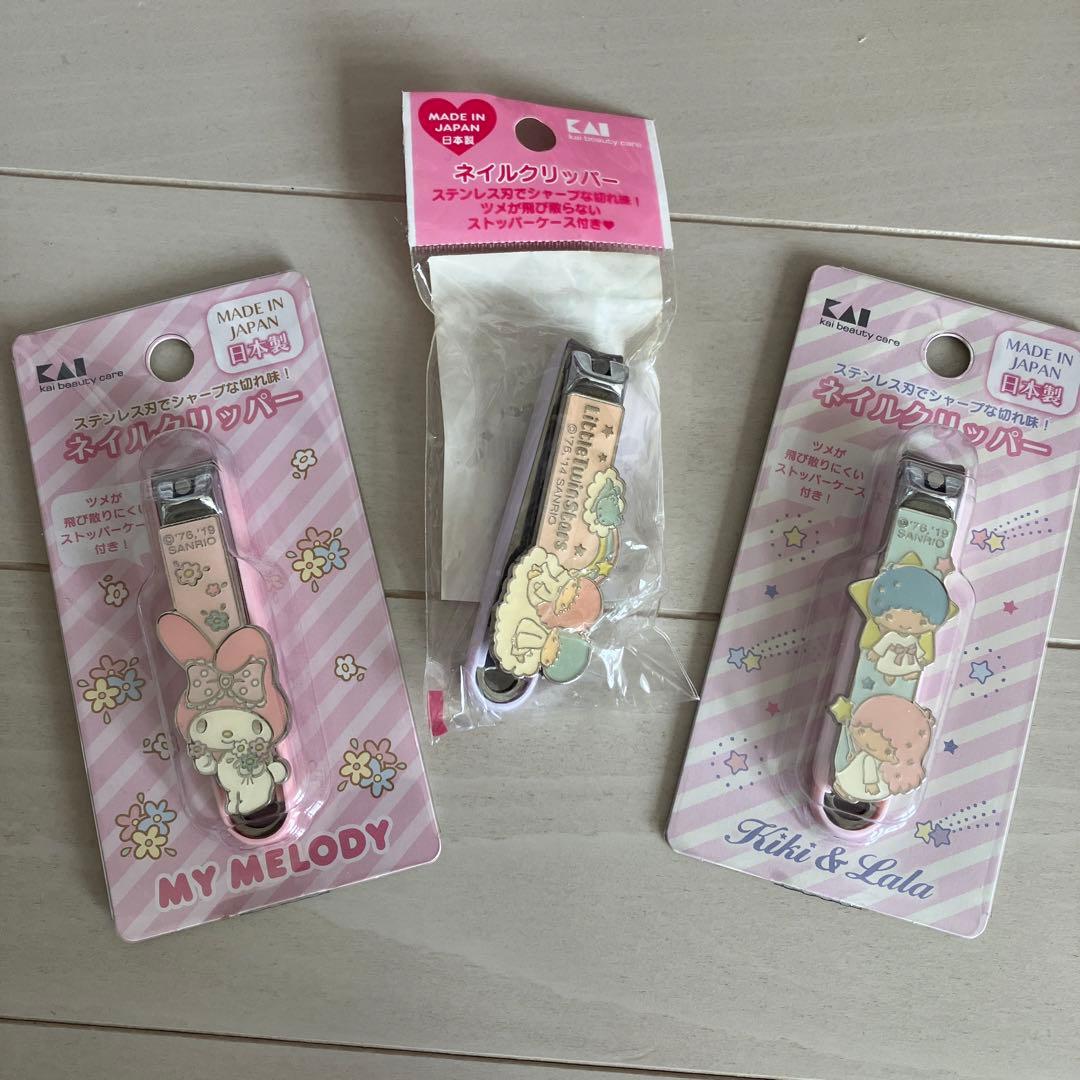 KAI
kai beauty care
MADE IN
JAPAN
日本製
ステンレス刃でシャープな切れ味！
ネイルクリッパー
ツメが
飛び散りにくい
ストッパーケー
付き！
©'76,'19
SANRIO
MY MELODY
MADE IN
JAPAN
日本製
KAI
kai beauty care
ネイルクリッパー
ステンレス刃でシャープな切れ味！
ツメが飛び散らない
ストッパーケース付き♥
LittleTwinStars
©'76,'14 SANRIO
KAI
kai beauty care
MADE IN
JAPAN
日本製
ステンレス刃でシャープな切れ味！
ネイルクリッパー
ツメが
飛び散りにくい
ストッパーケース
付き！
©'76,'19
SANRIO
Kiki & Lala